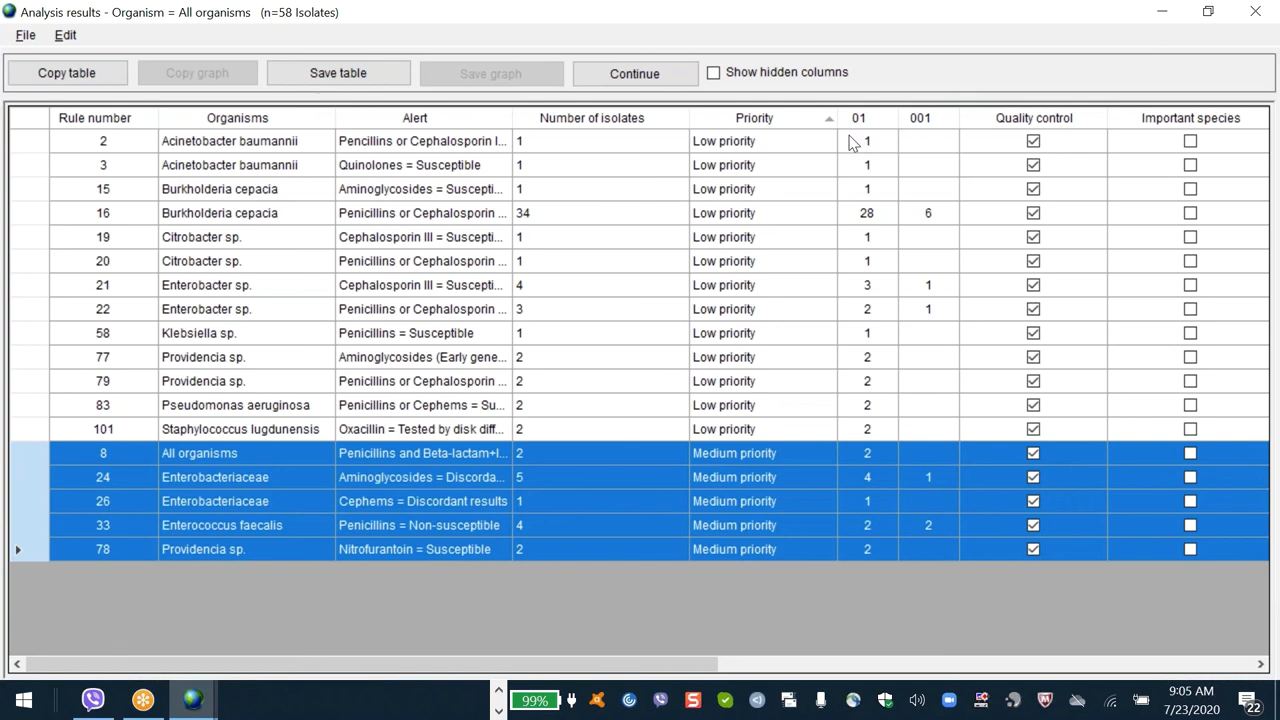 Analysis results - Organism = All organisms (n=58 Isolates)
File Edit
Copy table Copy graph Save table Save graph Continue Show hidden columns
Rule number Organisms Alert Number of isolates Priority 01 001 Quality control Important species
2 Acinetobacter baumannii Pencillins or Cephalosporin I... 1 Low priority 1
3 Acinetobacter baumannii Quinolones = Susceptible 1 Low priority 1
15 Burkholderia cepacia Aminoglycosides = Suscepti... 1 Low priority 1
16 Burkholderia cepacia Penicillins or Cephalosporin ... 34 Low priority 28 6
19 Citrobacter sp. Cephalosporin III = Suscepti... 1 Low priority 1
20 Citrobacter sp. Penicillins or Cephalosporin ... 1 Low priority 1
21 Enterobacter sp. Cephalosporin III = Suscepti... 4 Low priority 3 1
22 Enterobacter sp. Penicillins or Cephalosporin ... 3 Low priority 2 1
58 Klebsiella sp. Penicillins = Susceptible 1 Low priority 1
77 Providencia sp. Aminoglycosides (Early gene... 2 Low priority 2
79 Providencia sp. Penicillins or Cephalosporin ... 2 Low priority 2
83 Pseudomonas aeruginosa Penicillins or Cephems = Su... 2 Low priority 2
101 Staphylococcus lugdunensis Oxacillin = Tested by disk diff... 2 Low priority 2
8 All organisms Penicillins and Beta-lactam+I... 2 Medium priority 2
24 Enterobacteriaceae Aminoglycosides = Discorda... 5 Medium priority 4 1
26 Enterobacteriaceae Cephems = Discordant results 1 Medium priority 1
33 Enterococcus faecalis Penicillins = Non-susceptible 4 Medium priority 2 2
78 Providencia sp. Nitrofurantoin = Susceptible 2 Medium priority 2
99%
9:05 AM
7/23/2020
22